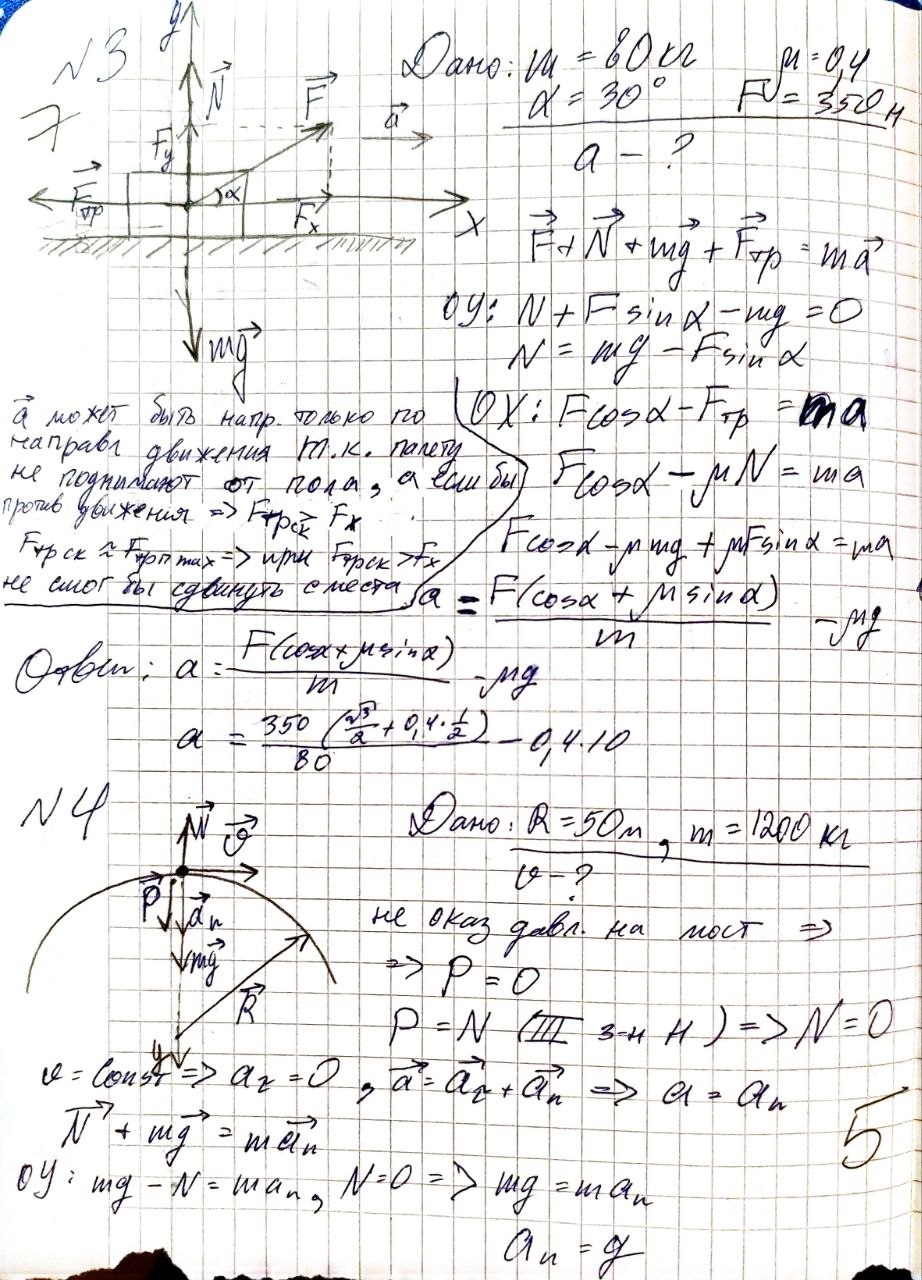 N3
7
y
N
F
a
Fy
Fтр
α
Fx
X
mg
Дано: m = 80 кг μ = 0,4
α = 30° F = 350 н
a - ?
F + N + mg + Fтр = ma
OY: N + F sin α - mg = 0
N = mg - F sin α
a может быть напр. только по
направл движения т.к. палету
не поднимают от пола, а если бы
против движения => Fтр ск > Fx
Fтр ск ≈ Fтр п max => при Fтр ск > Fx
не смог бы сдвинуть с места
OX: F cos α - Fтр = ma
F cos α - μN = ma
F cos α - μmg + μF sin α = ma
a = F(cos α + μ sin α) / m - μg
Ответ: a = F(cos α + μ sin α) / m - μg
a = 350 (√3/2 + 0,4 · 1/2) / 80 - 0,4 · 10
N4
N
v
P
an
mg
R
y
Дано: R = 50 м, m = 1200 кг
v - ?
не оказ давл. на мост =>
=> P = 0
P = N (III з-н Н) => N = 0
v = const => aτ = 0, a = aτ + an => a = an
N + mg = man
OY: mg - N = man, N = 0 => mg = man
an = g
5